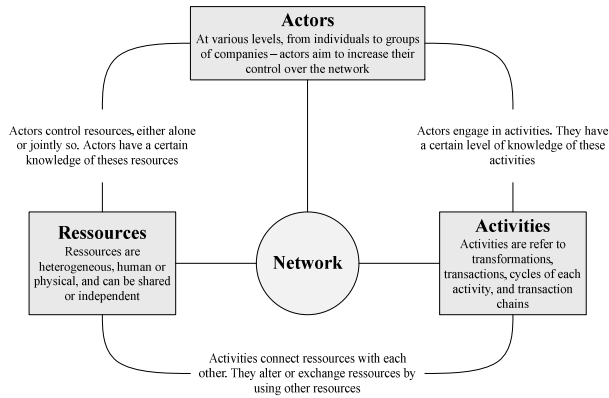 Actors
At various levels, from individuals to groups
of companies – actors aim to increase their
control over the network
Actors control resources, either alone
or jointly so. Actors have a certain
knowledge of theses resources
Actors engage in activities. They have
a certain level of knowledge of these
activities
Ressources
Ressources are
heterogeneous, human or
physical, and can be shared
or independent
Network
Activities
Activities are refer to
transformations,
transactions, cycles of each
activity, and transaction
chains
Activities connect ressources with each
other. They alter or exchange ressources by
using other resources